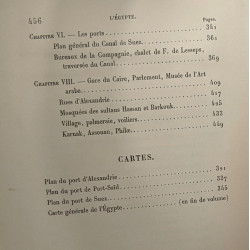 456
L'ÉGYPTE.
Pages.
CHAPITRE VI. — Les ports . . . 341
Plan général du Canal de Suez. . . . 361
Bureaux de la Compagnie, chalet de F. de Lesseps,
traversée du Canal . . . 369
CHAPITRE VIII. — Gare du Caire, Parlement, Musée de l'Art
arabe. . . . 389
Rues d'Alexandrie . . . 405
Mosquées des sultans Hassan et Barkouk. . . . 409
Village, palmeraie, voiliers. . . . 433
Karnak, Assouan, Philæ. . . . 449
CARTES.
Plan du port d'Alexandrie . . .
Plan du port de Port-Saïd . . . 337
Plan du port de Suez . . . 345
Carte générale de l'Égypte . . . (en fin de volume)